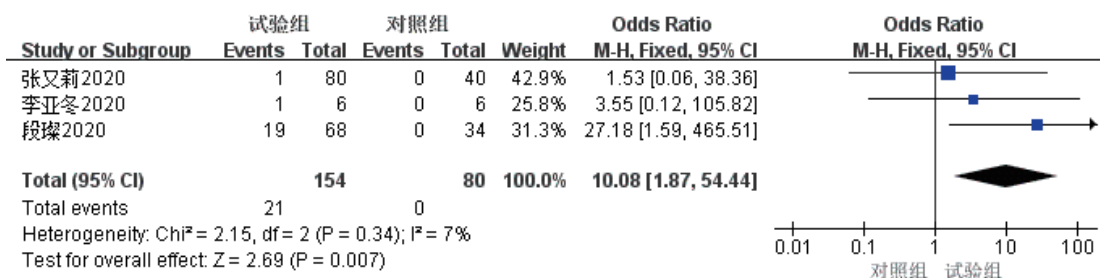 试验组 对照组 Odds Ratio Odds Ratio
Study or Subgroup Events Total Events Total Weight M-H, Fixed, 95% CI M-H, Fixed, 95% CI
张又莉2020 1 80 0 40 42.9% 1.53 [0.06, 38.36]
李亚冬2020 1 6 0 6 25.8% 3.55 [0.12, 105.82]
段璨2020 19 68 0 34 31.3% 27.18 [1.59, 465.51]
Total (95% CI) 154 80 100.0% 10.08 [1.87, 54.44]
Total events 21 0
Heterogeneity: Chi² = 2.15, df = 2 (P = 0.34); I² = 7%
Test for overall effect: Z = 2.69 (P = 0.007)
0.01 0.1 1 10 100
对照组 试验组